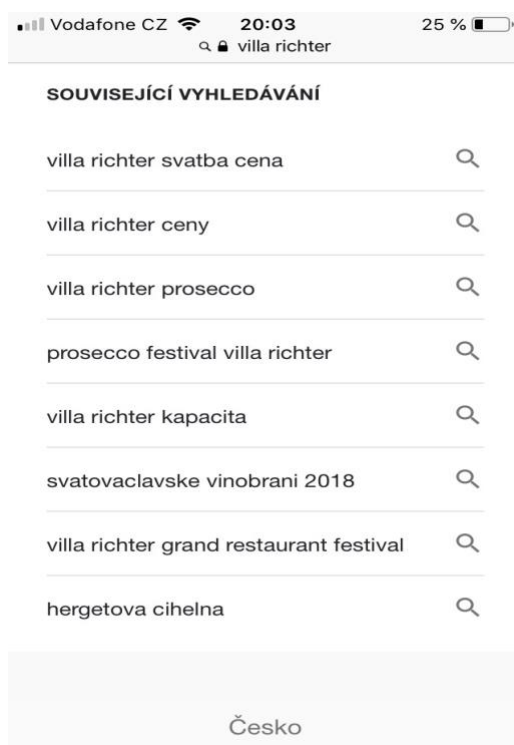 Vodafone CZ 20:03 25 %
villa richter
SOUVISEJÍCÍ VYHLEDÁVÁNÍ
villa richter svatba cena
villa richter ceny
villa richter prosecco
prosecco festival villa richter
villa richter kapacita
svatovaclavske vinobrani 2018
villa richter grand restaurant festival
hergetova cihelna
Česko